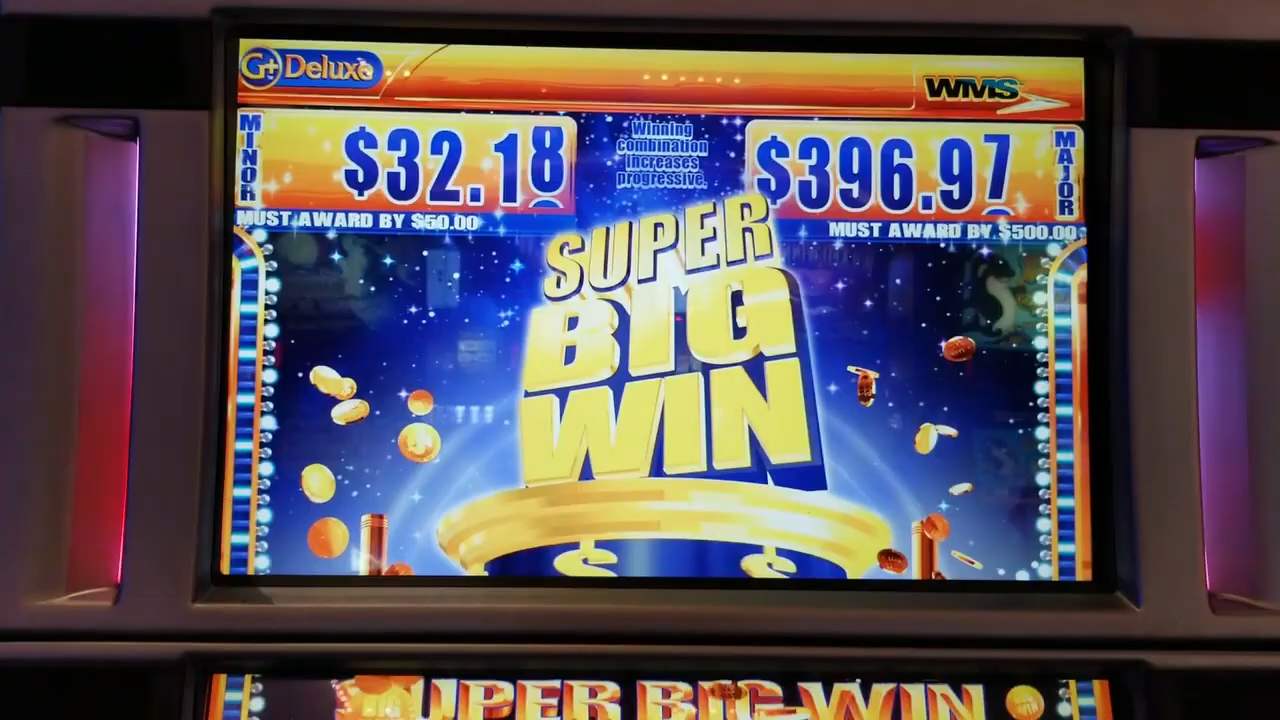 G+ Deluxe
WMS
MINOR
$32.18
MUST AWARD BY $50.00
Winning
combination
increases
progressive.
$396.97
MAJOR
MUST AWARD BY $500.00
SUPER
BIG
WIN
$ $
UPER BIG WIN